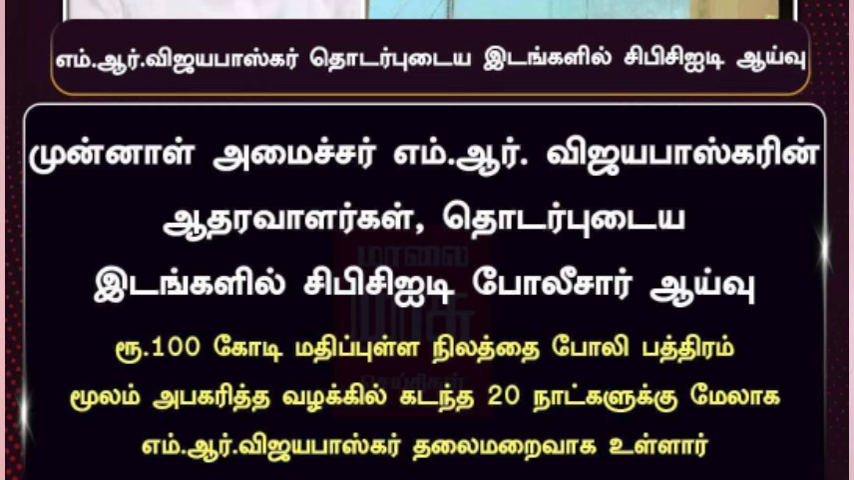 எம்.ஆர்.விஜயபாஸ்கர் தொடர்புடைய இடங்களில் சிபிசிஐடி ஆய்வு
முன்னாள் அமைச்சர் எம்.ஆர். விஜயபாஸ்கரின்
ஆதரவாளர்கள், தொடர்புடைய
இடங்களில் சிபிசிஐடி போலீசார் ஆய்வு
ரூ.100 கோடி மதிப்புள்ள நிலத்தை போலி பத்திரம்
மூலம் அபகரித்த வழக்கில் கடந்த 20 நாட்களுக்கு மேலாக
எம்.ஆர்.விஜயபாஸ்கர் தலைமறைவாக உள்ளார்